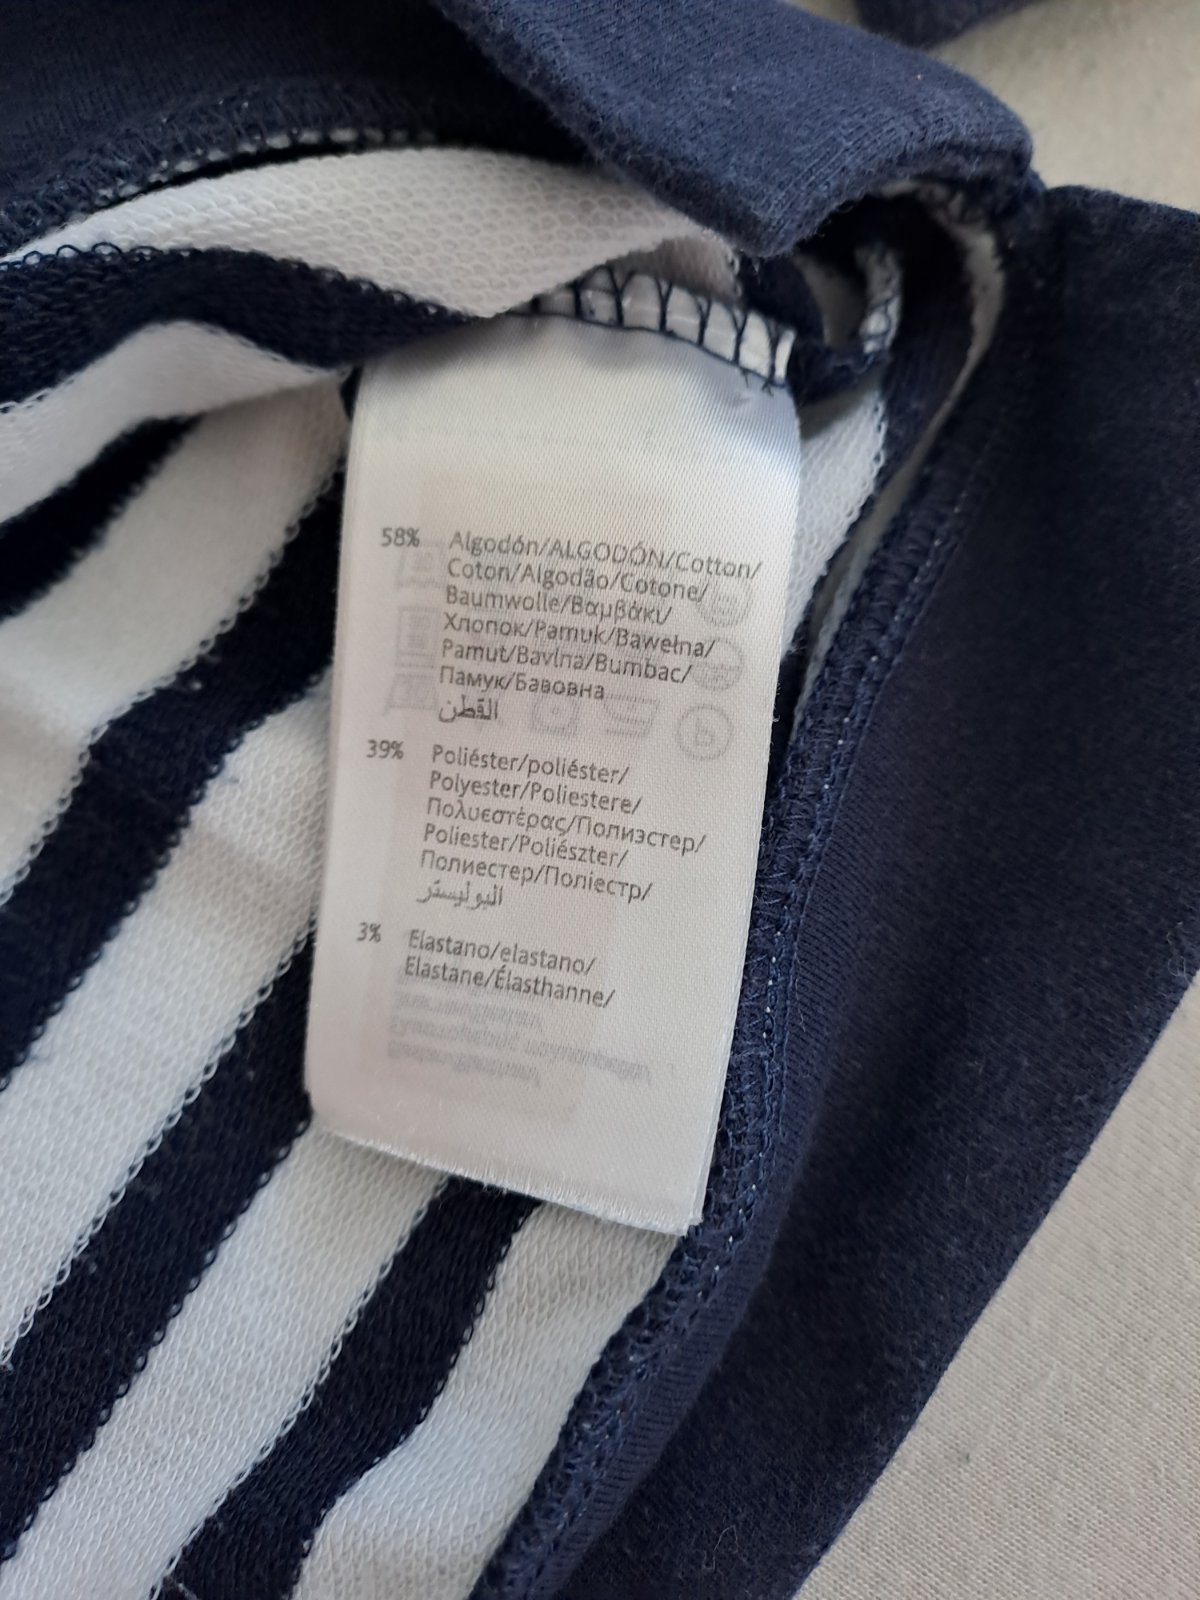 58% Algodón/ALGODÓN/Cotton/
Coton/Algodão/Cotone/
Baumwolle/Βαμβάκι/
Хлопок/Pamuk/Bawełna/
Pamut/Bavlna/Bumbac/
Памук/Бавовна
القطن
39% Poliéster/poliéster/
Polyester/Poliestere/
Πολυεστέρας/Полиэстер/
Poliester/Poliészter/
Полиестер/Поліестр/
البوليستر
3% Elastano/elastano/
Elastane/Élasthanne/